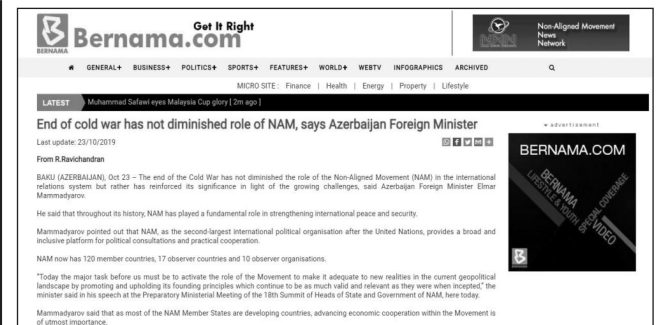 BERNAMA
Get It Right
Bernama.com
Non-Aligned Movement
News
Network
NNN
GENERAL+ BUSINESS+ POLITICS+ SPORTS+ FEATURES+ WORLD+ WEBTV INFOGRAPHICS ARCHIVED
MICRO SITE : Finance | Health | Energy | Property | Lifestyle
LATEST Muhammad Safawi eyes Malaysia Cup glory [ 2m ago ]
End of cold war has not diminished role of NAM, says Azerbaijan Foreign Minister
Last update: 23/10/2019
From R.Ravichandran
BAKU (AZERBAIJAN), Oct 23 – The end of the Cold War has not diminished the role of the Non-Aligned Movement (NAM) in the international
relations system but rather has reinforced its significance in light of the growing challenges, said Azerbaijan Foreign Minister Elmar
Mammadyarov.
He said that throughout its history, NAM has played a fundamental role in strengthening international peace and security.
Mammadyarov pointed out that NAM, as the second-largest international political organisation after the United Nations, provides a broad and
inclusive platform for political consultations and practical cooperation.
NAM now has 120 member countries, 17 observer countries and 10 observer organisations.
"Today the major task before us must be to activate the role of the Movement to make it adequate to new realities in the current geopolitical
landscape by promoting and upholding its founding principles which continue to be as much valid and relevant as they were when incepted," the
minister said in his speech at the Preparatory Ministerial Meeting of the 18th Summit of Heads of State and Government of NAM, here today.
Mammadyarov said that as most of the NAM Member States are developing countries, advancing economic cooperation within the Movement is
of utmost importance.
advertisement
BERNAMA.COM
BERNAMA
LIFESTYLE & YOUTH
SPECIAL COVERAGE
VIDEO